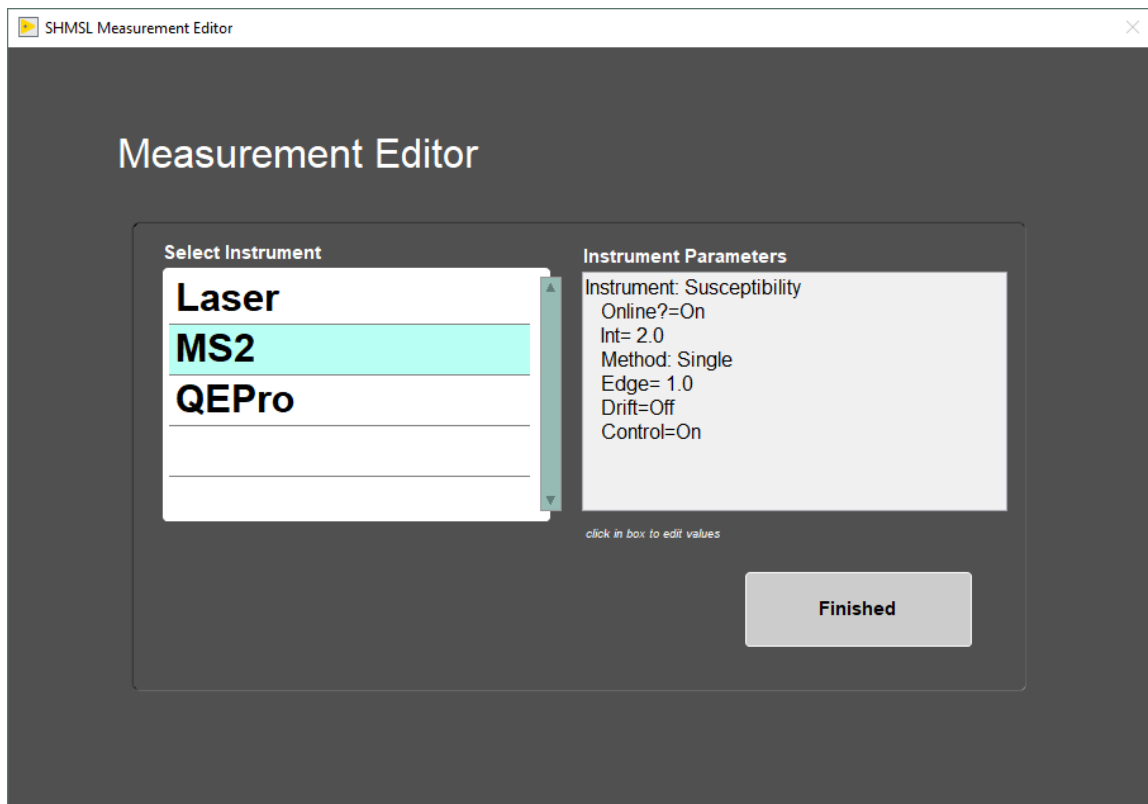 SHMSL Measurement Editor
Measurement Editor
Select Instrument
Laser
MS2
QEPro
Instrument Parameters
Instrument: Susceptibility
Online?=On
Int= 2.0
Method: Single
Edge= 1.0
Drift=Off
Control=On
click in box to edit values
Finished